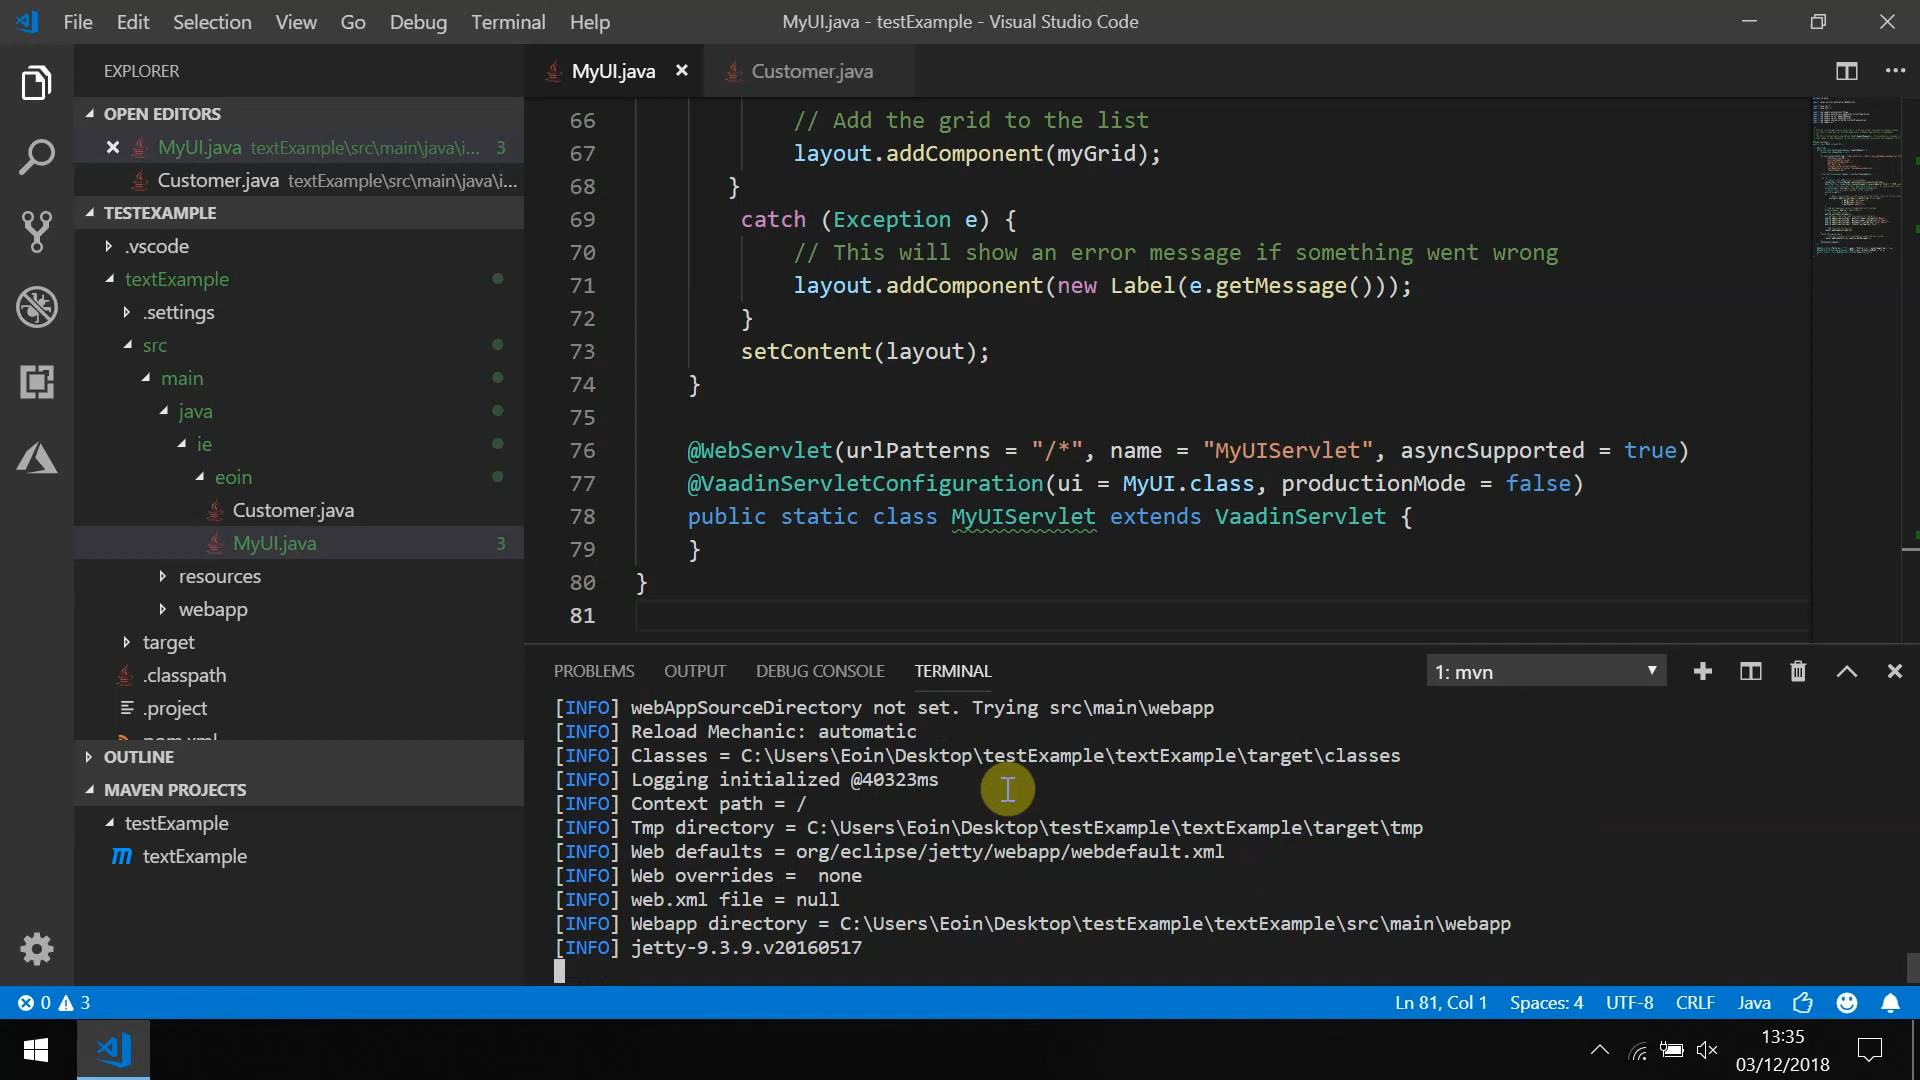 File Edit Selection View Go Debug Terminal Help
MyUI.java - testExample - Visual Studio Code
EXPLORER
OPEN EDITORS
MyUI.java textExample\src\main\java\i... 3
Customer.java textExample\src\main\java\i...
TESTEXAMPLE
.vscode
textExample
.settings
src
main
java
ie
eoin
Customer.java
MyUI.java 3
resources
webapp
target
.classpath
.project
OUTLINE
MAVEN PROJECTS
testExample
textExample
MyUI.java
Customer.java
66 // Add the grid to the list
67 layout.addComponent(myGrid);
68 }
69 catch (Exception e) {
70 // This will show an error message if something went wrong
71 layout.addComponent(new Label(e.getMessage()));
72 }
73 setContent(layout);
74 }
75
76 @WebServlet(urlPatterns = "/*", name = "MyUIServlet", asyncSupported = true)
77 @VaadinServletConfiguration(ui = MyUI.class, productionMode = false)
78 public static class MyUIServlet extends VaadinServlet {
79 }
80 }
81
PROBLEMS OUTPUT DEBUG CONSOLE TERMINAL
1: mvn
[INFO] webAppSourceDirectory not set. Trying src\main\webapp
[INFO] Reload Mechanic: automatic
[INFO] Classes = C:\Users\Eoin\Desktop\testExample\textExample\target\classes
[INFO] Logging initialized @40323ms
[INFO] Context path = /
[INFO] Tmp directory = C:\Users\Eoin\Desktop\testExample\textExample\target\tmp
[INFO] Web defaults = org/eclipse/jetty/webapp/webdefault.xml
[INFO] Web overrides =  none
[INFO] web.xml file = null
[INFO] Webapp directory = C:\Users\Eoin\Desktop\testExample\textExample\src\main\webapp
[INFO] jetty-9.3.9.v20160517
0 3
Ln 81, Col 1 Spaces: 4 UTF-8 CRLF Java
13:35
03/12/2018